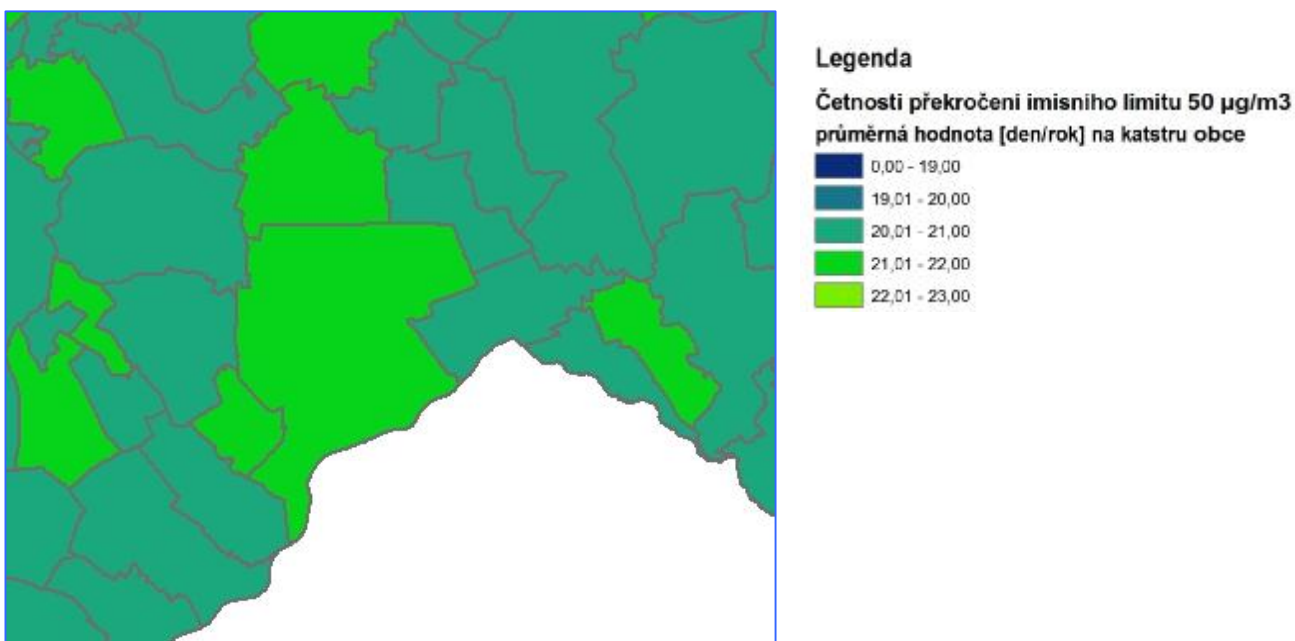 Legenda
Četnosti překročeni imisního limitu 50 µg/m3
průměrná hodnota [den/rok] na katstru obce
0,00 - 19,00
19,01 - 20,00
20,01 - 21,00
21,01 - 22,00
22,01 - 23,00